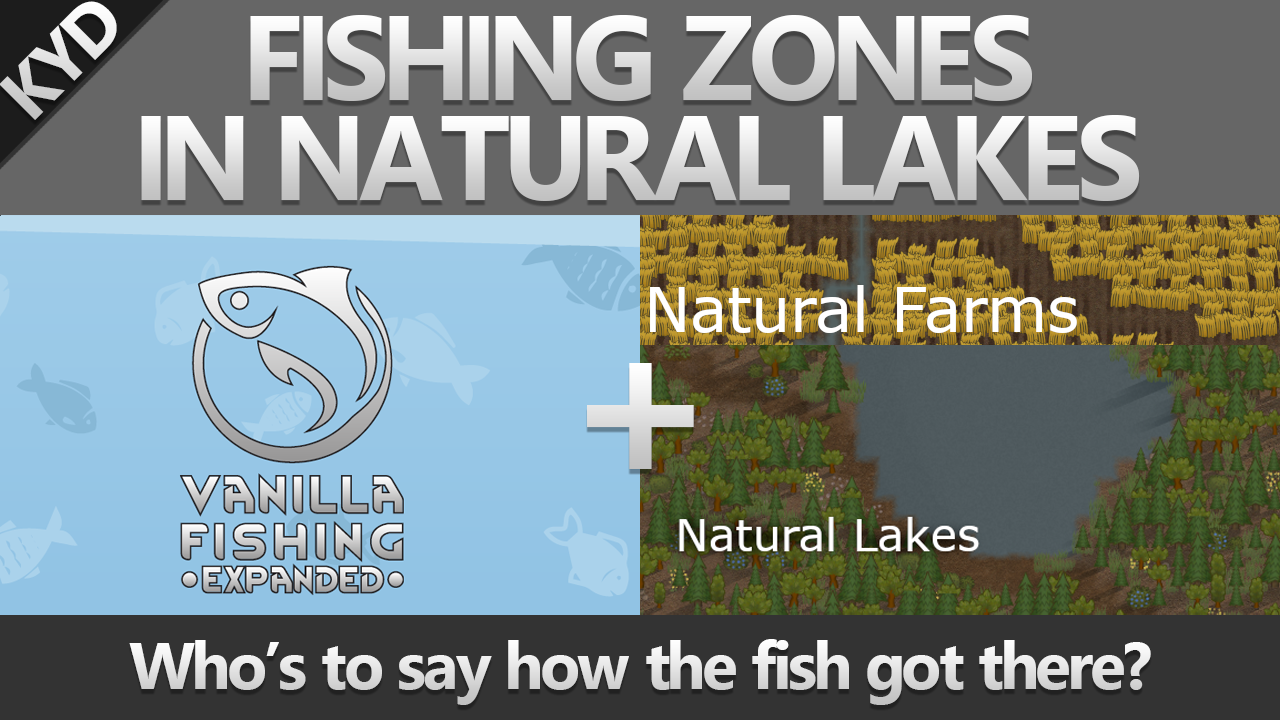 KYD
FISHING ZONES
IN NATURAL LAKES
VANILLA
FISHING
•EXPANDED•
Natural Farms
+
Natural Lakes
Who's to say how the fish got there?